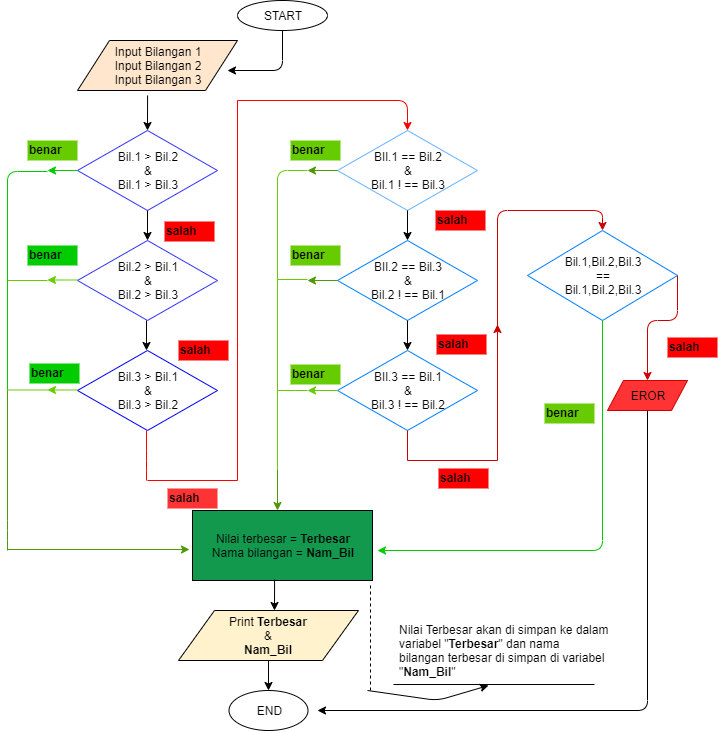 START
Input Bilangan 1
Input Bilangan 2
Input Bilangan 3
benar
Bil.1 > Bil.2
&
Bil.1 > Bil.3
salah
benar
Bil.2 > Bil.1
&
Bil.2 > Bil.3
salah
benar
Bil.3 > Bil.1
&
Bil.3 > Bil.2
salah
benar
BIl.1 == Bil.2
&
Bil.1 ! == Bil.3
salah
benar
BIl.2 == Bil.3
&
Bil.2 ! == Bil.1
salah
benar
BIl.3 == Bil.1
&
Bil.3 ! == Bil.2
salah
Bil.1,Bil.2,Bil.3
==
Bil.1,Bil.2,Bil.3
salah
benar
EROR
Nilai terbesar = Terbesar
Nama bilangan = Nam_Bil
Print Terbesar
&
Nam_Bil
Nilai Terbesar akan di simpan ke dalam
variabel "Terbesar" dan nama
bilangan terbesar di simpan di variabel
"Nam_Bil"
END